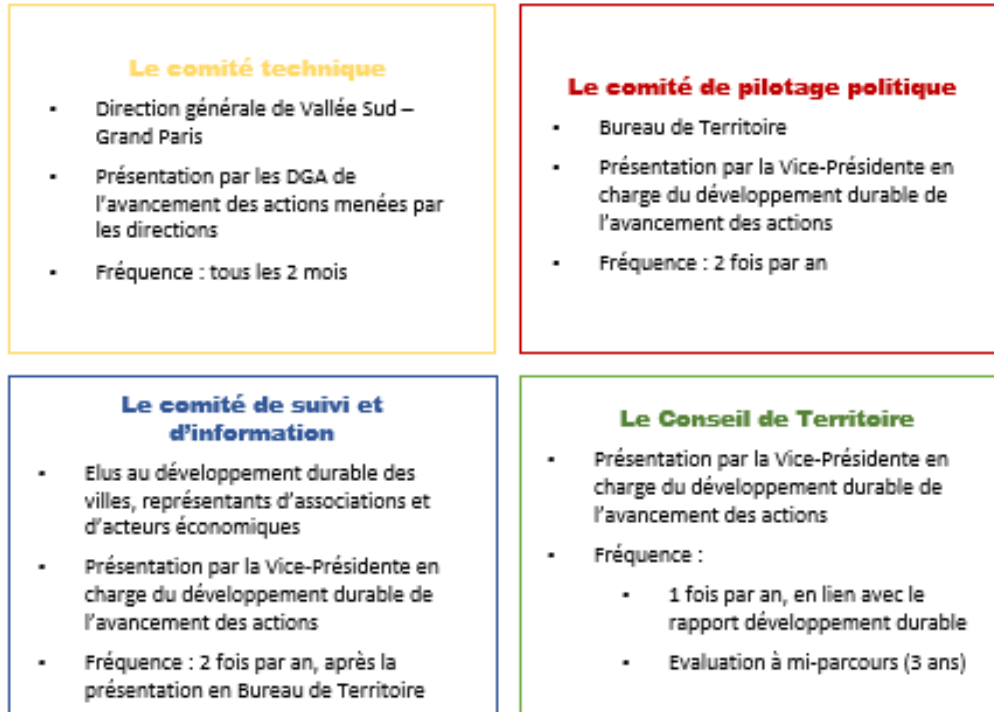 Le comité technique
▪ Direction générale de Vallée Sud –
Grand Paris
▪ Présentation par les DGA de
l'avancement des actions menées par
les directions
▪ Fréquence : tous les 2 mois
Le comité de pilotage politique
▪ Bureau de Territoire
▪ Présentation par la Vice-Présidente en
charge du développement durable de
l'avancement des actions
▪ Fréquence : 2 fois par an
Le comité de suivi et
d'information
▪ Elus au développement durable des
villes, représentants d'associations et
d'acteurs économiques
▪ Présentation par la Vice-Présidente en
charge du développement durable de
l'avancement des actions
▪ Fréquence : 2 fois par an, après la
présentation en Bureau de Territoire
Le Conseil de Territoire
▪ Présentation par la Vice-Présidente en
charge du développement durable de
l'avancement des actions
▪ Fréquence :
▪ 1 fois par an, en lien avec le
rapport développement durable
▪ Evaluation à mi-parcours (3 ans)